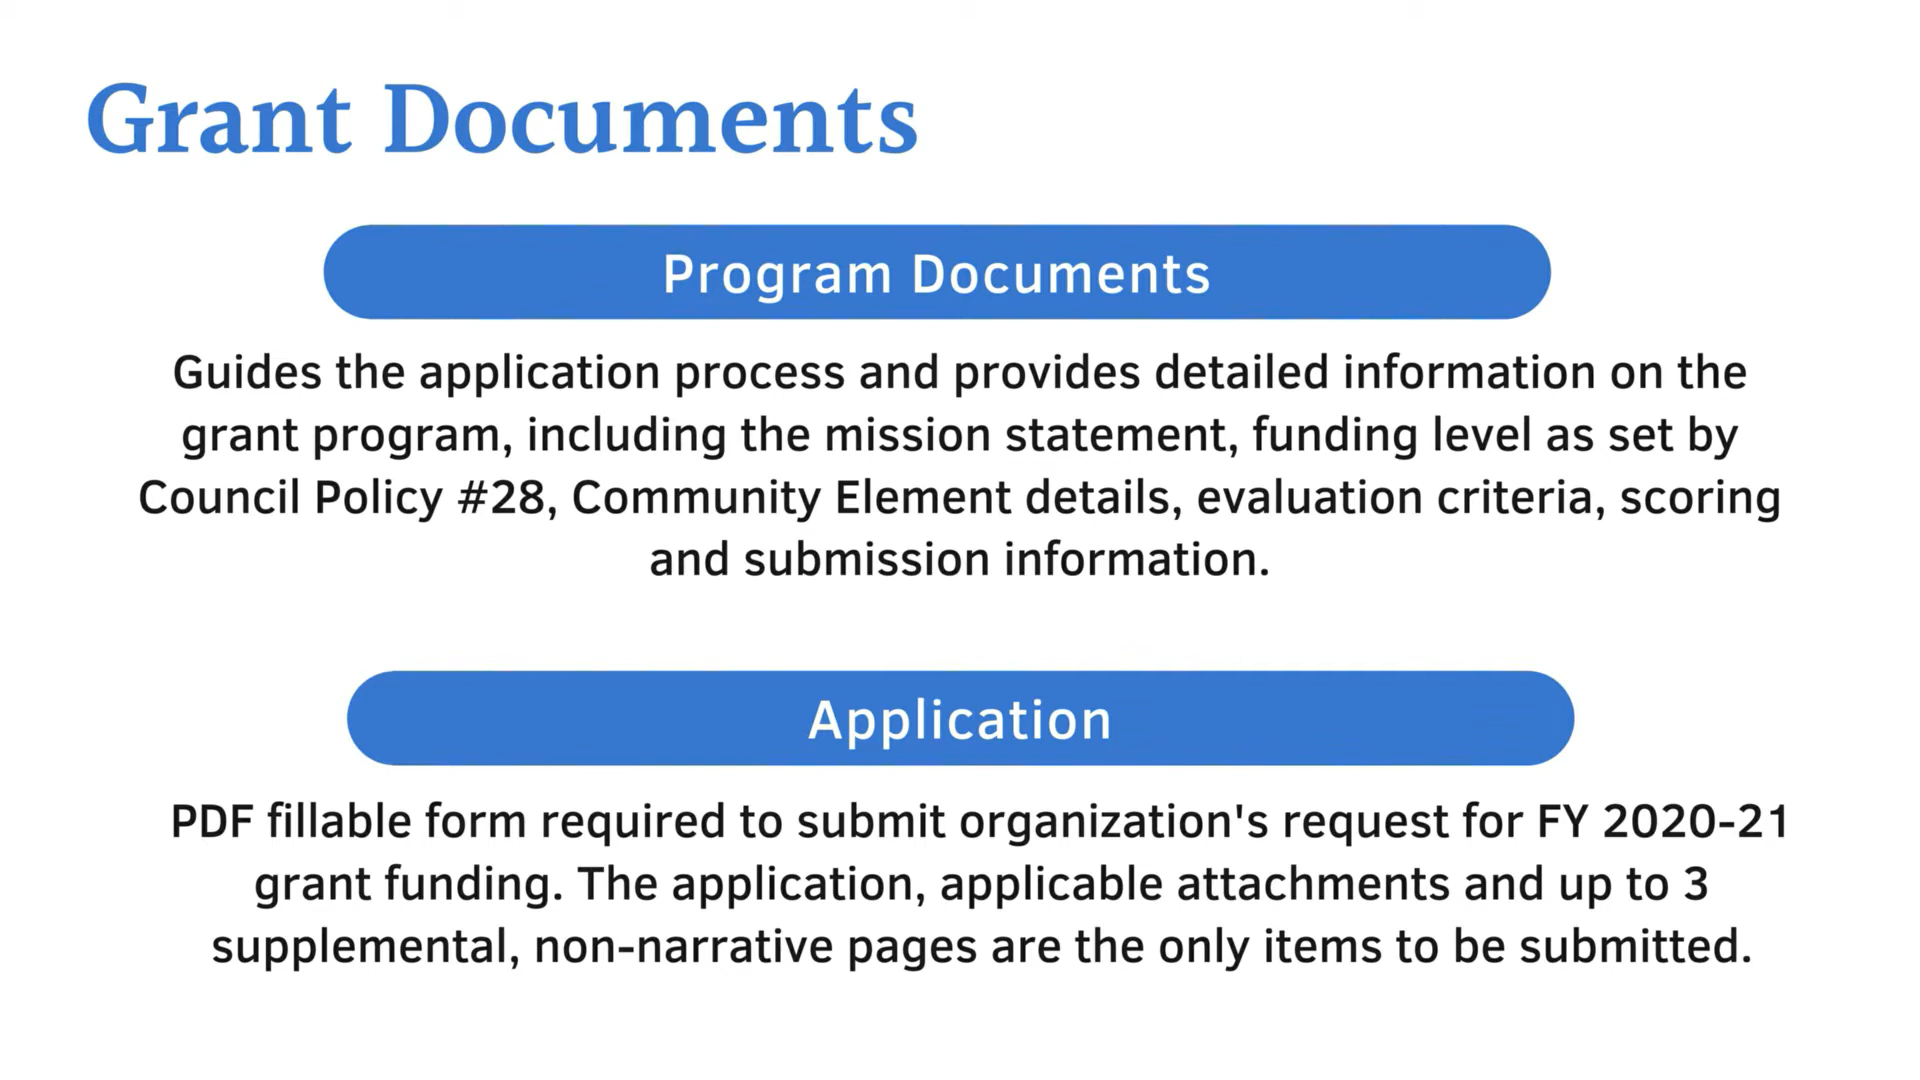 Grant Documents
Program Documents
Guides the application process and provides detailed information on the
grant program, including the mission statement, funding level as set by
Council Policy #28, Community Element details, evaluation criteria, scoring
and submission information.
Application
PDF fillable form required to submit organization's request for FY 2020-21
grant funding. The application, applicable attachments and up to 3
supplemental, non-narrative pages are the only items to be submitted.